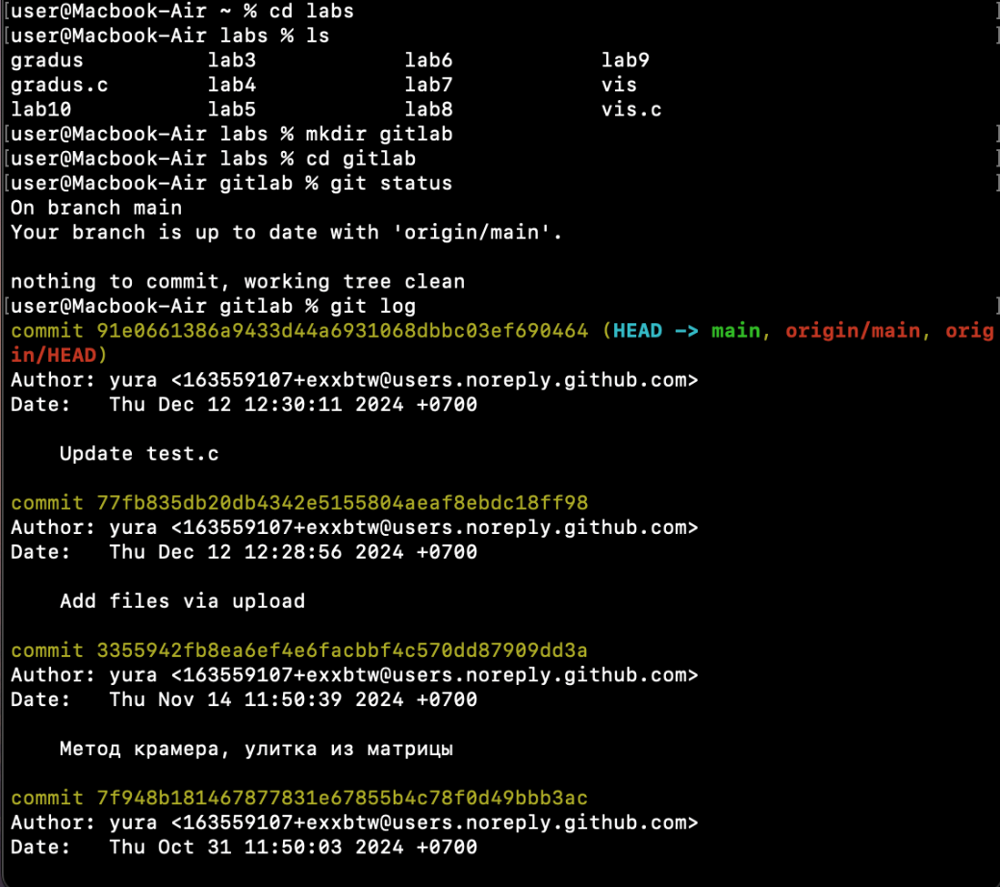 [user@Macbook-Air ~ % cd labs ]
[user@Macbook-Air labs % ls ]
gradus lab3 lab6 lab9
gradus.c lab4 lab7 vis
lab10 lab5 lab8 vis.c
[user@Macbook-Air labs % mkdir gitlab ]
[user@Macbook-Air labs % cd gitlab ]
[user@Macbook-Air gitlab % git status ]
On branch main
Your branch is up to date with 'origin/main'.
nothing to commit, working tree clean
[user@Macbook-Air gitlab % git log ]
commit 91e0661386a9433d44a6931068dbbc03ef690464 (HEAD -> main, origin/main, orig
in/HEAD)
Author: yura <163559107+exxbtw@users.noreply.github.com>
Date:   Thu Dec 12 12:30:11 2024 +0700
Update test.c
commit 77fb835db20db4342e5155804aeaf8ebdc18ff98
Author: yura <163559107+exxbtw@users.noreply.github.com>
Date:   Thu Dec 12 12:28:56 2024 +0700
Add files via upload
commit 3355942fb8ea6ef4e6facbbf4c570dd87909dd3a
Author: yura <163559107+exxbtw@users.noreply.github.com>
Date:   Thu Nov 14 11:50:39 2024 +0700
Метод крамера, улитка из матрицы
commit 7f948b181467877831e67855b4c78f0d49bbb3ac
Author: yura <163559107+exxbtw@users.noreply.github.com>
Date:   Thu Oct 31 11:50:03 2024 +0700